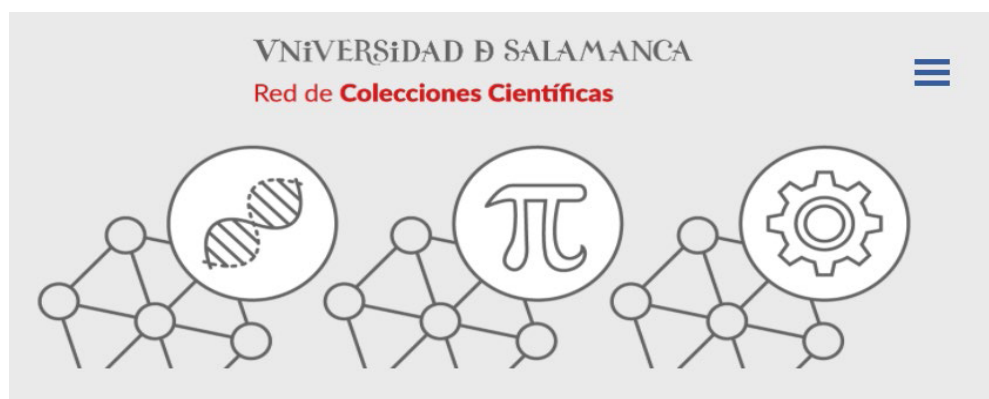 VNiVERSiDAD Ð SALAMANCA
Red de Colecciones Científicas
π